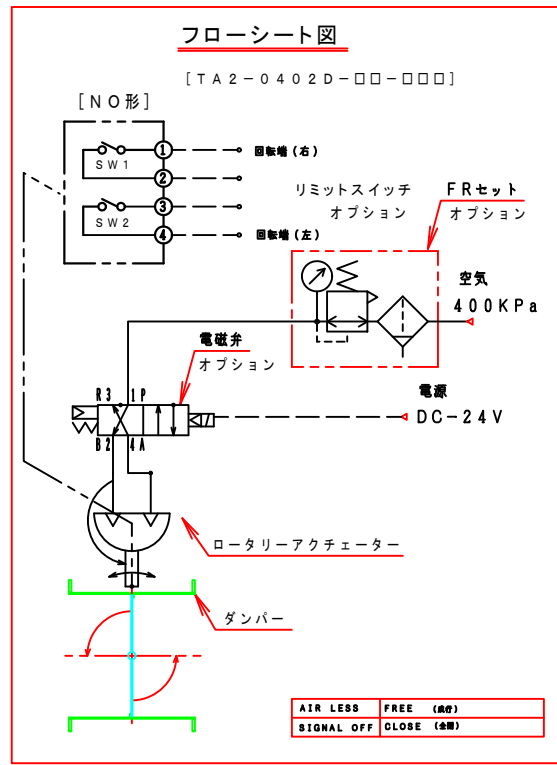 フローシート図
[TA2-0402D-□□-□□□]
[NO形]
SW1
SW2
1
2
3
4
回転端(右)
回転端(左)
リミットスイッチ
オプション
FRセット
オプション
空気
400KPa
電磁弁
オプション
R3 1P
B2 4A
電源
DC-24V
ロータリーアクチェーター
ダンパー
AIR LESS FREE (成行)
SIGNAL OFF CLOSE (全閉)